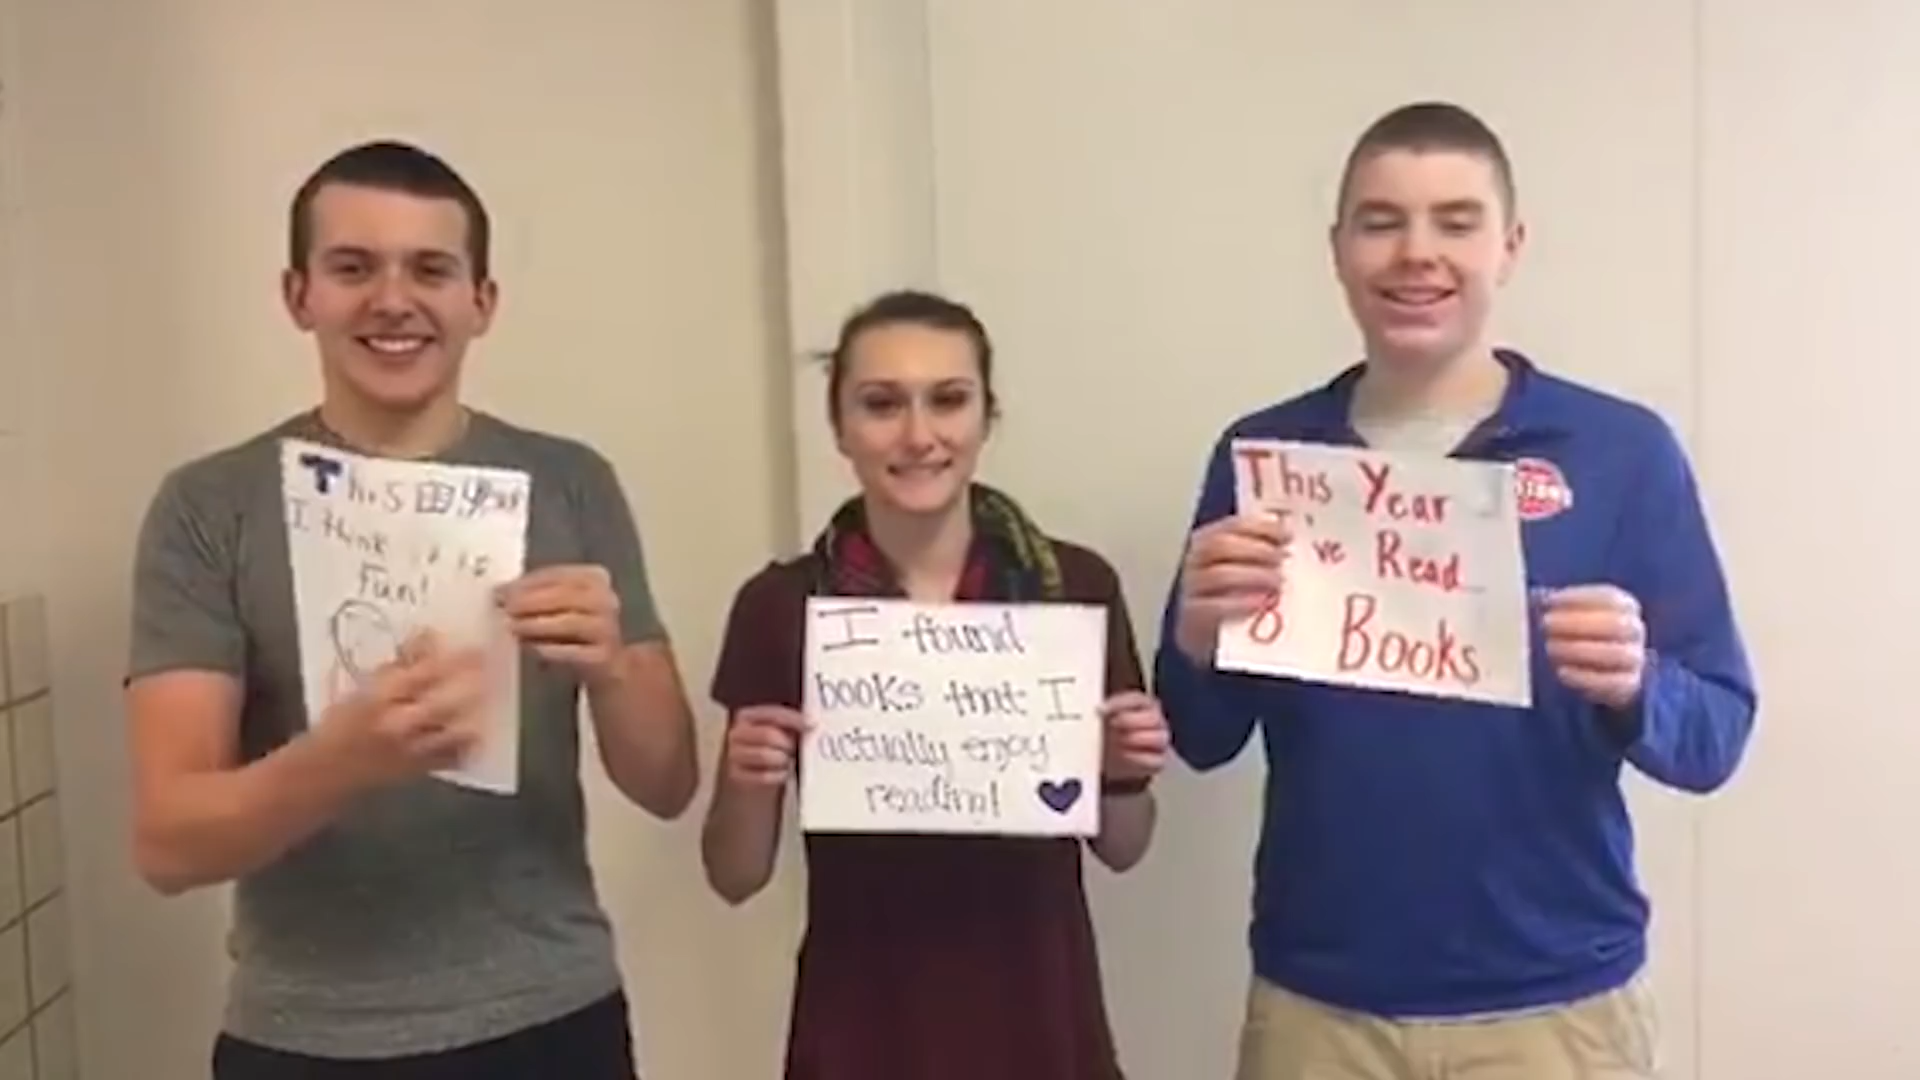 This year
I think it is
Fun!
I found
books that I
actually enjoy
reading!
This Year
I've Read
8 Books